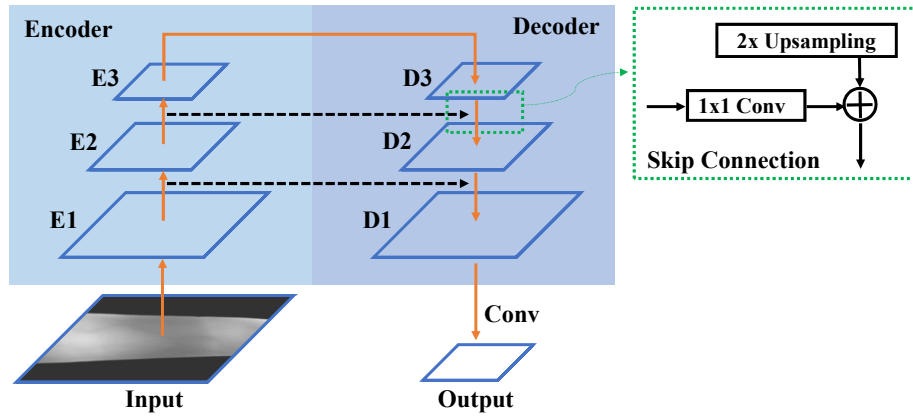 Encoder
Decoder
2x Upsampling
E3
D3
1x1 Conv
E2
D2
Skip Connection
E1
D1
Conv
Input
Output